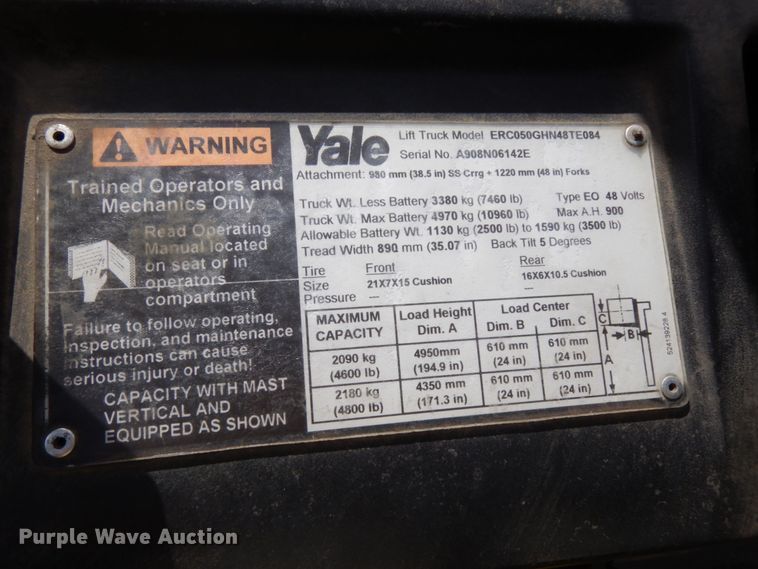 WARNING
Trained Operators and
Mechanics Only
Read Operating
Manual located
on seat or in
operators
compartment
Failure to follow operating,
inspection, and maintenance
instructions can cause
serious injury or death!
CAPACITY WITH MAST
VERTICAL AND
EQUIPPED AS SHOWN
Yale
Lift Truck Model ERC050GHN48TE084
Serial No. A908N06142E
Attachment: 980 mm (38.5 in) SS-Crrg + 1220 mm (48 in) Forks
Truck Wt. Less Battery 3380 kg (7460 lb) Type EO 48 Volts
Truck Wt. Max Battery 4970 kg (10960 lb) Max A.H. 900
Allowable Battery Wt. 1130 kg (2500 lb) to 1590 kg (3500 lb)
Tread Width 890 mm (35.07 in) Back Tilt 5 Degrees
Tire Front Rear
Size 21X7X15 Cushion 16X6X10.5 Cushion
Pressure --- ---
MAXIMUM CAPACITY Load Height Dim. A Load Center Dim. B Dim. C
2090 kg 4950mm 610 mm 610 mm
(4600 lb) (194.9 in) (24 in) (24 in)
2180 kg 4350 mm 610 mm 610 mm
(4800 lb) (171.3 in) (24 in) (24 in)
C
B
A
524139228 4
Purple Wave Auction